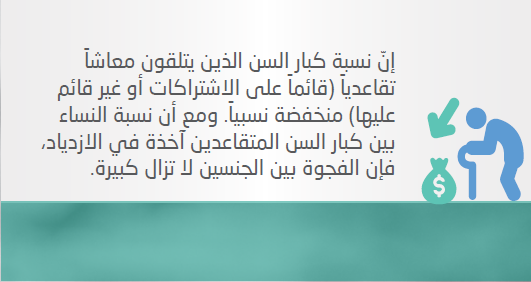 إنّ نسبة كبار السن الذين يتلقون معاشاً
تقاعدياً (قائماً على الاشتراكات أو غير قائم
عليها) منخفضة نسبياً. ومع أن نسبة النساء
بين كبار السن المتقاعدين آخذة في الازدياد،
فإن الفجوة بين الجنسين لا تزال كبيرة.
$